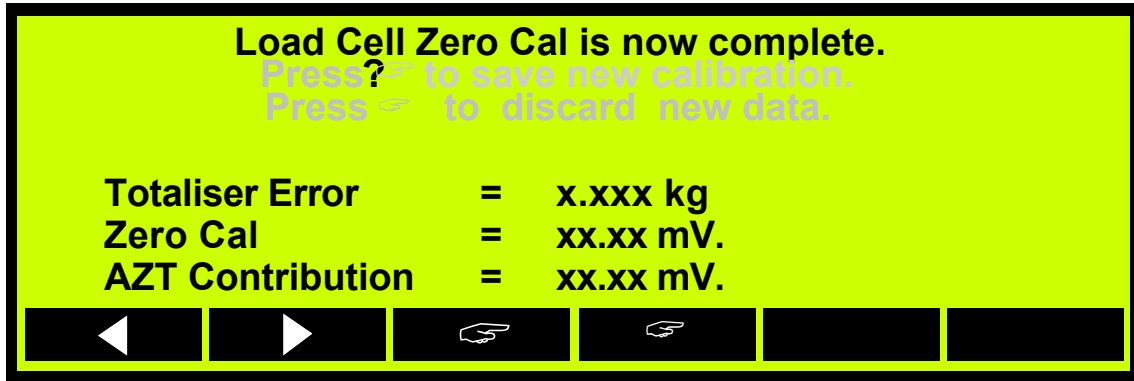 Load Cell Zero Cal is now complete.
Press?☞ to save new calibration.
Press ☞ to discard new data.
Totaliser Error = x.xxx kg
Zero Cal = xx.xx mV.
AZT Contribution = xx.xx mV.